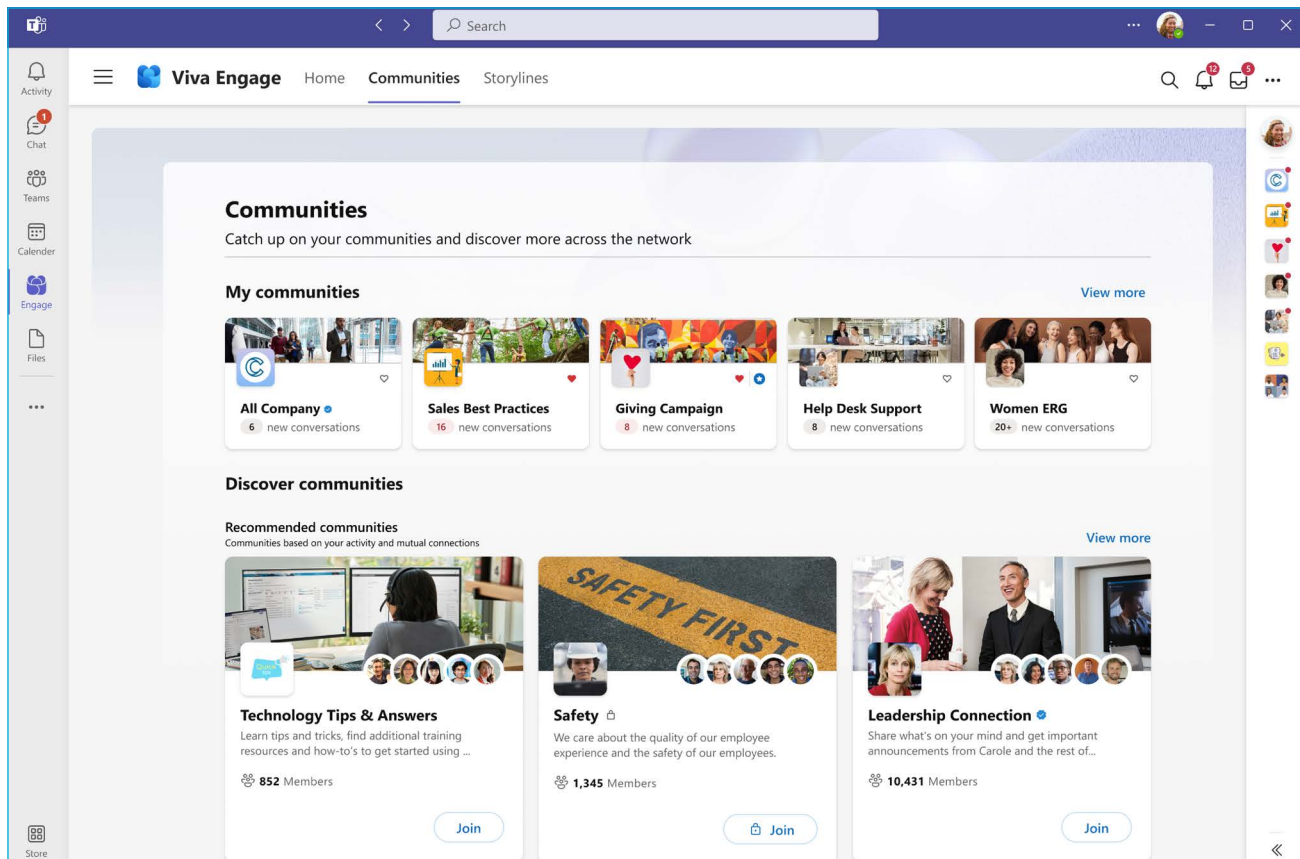 Search
Activity
1
Chat
Teams
Calender
Engage
Files
Store
Viva Engage
Home
Communities
Storylines
12
5
Communities
Catch up on your communities and discover more across the network
My communities
View more
All Company
6 new conversations
Sales Best Practices
16 new conversations
Giving Campaign
8 new conversations
Help Desk Support
8 new conversations
Women ERG
20+ new conversations
Discover communities
Recommended communities
Communities based on your activity and mutual connections
View more
Quick
Technology Tips & Answers
Learn tips and tricks, find additional training
resources and how-to's to get started using ...
852 Members
Join
SAFETY FIRST
Safety
We care about the quality of our employee
experience and the safety of our employees.
1,345 Members
Join
Leadership Connection
Share what's on your mind and get important
announcements from Carole and the rest of...
10,431 Members
Join